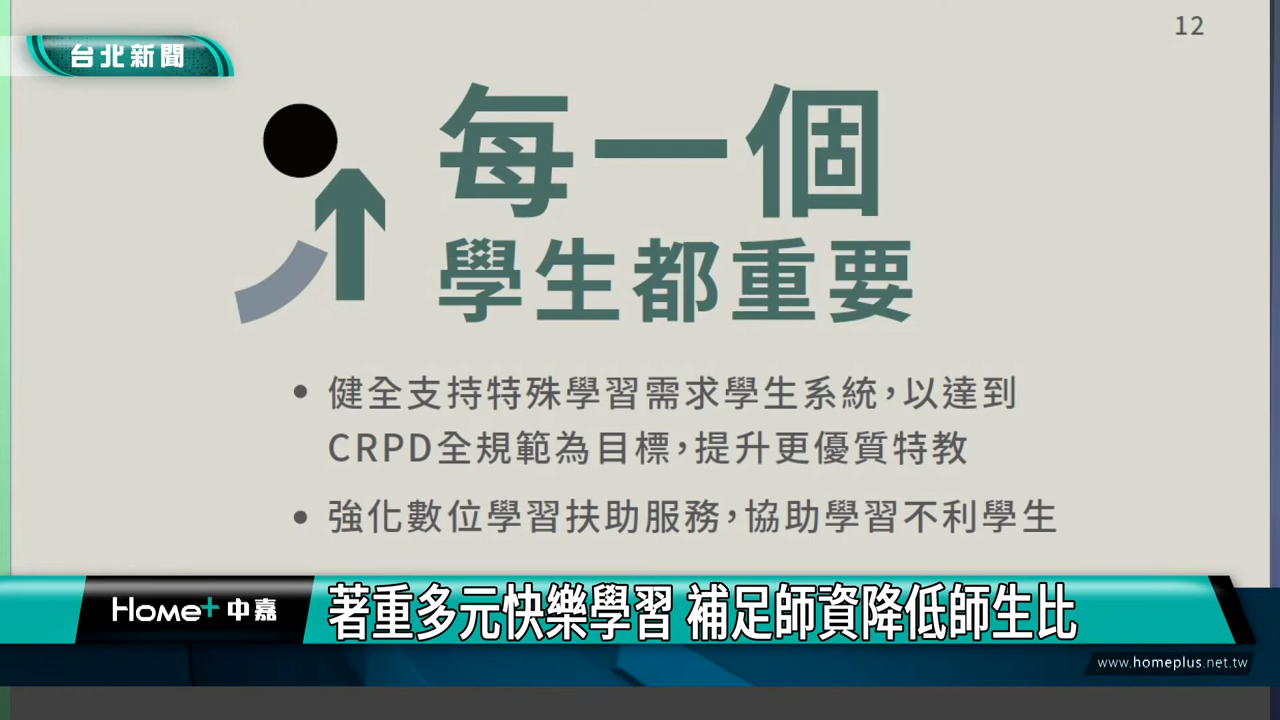 12
台北新聞
每一個
學生都重要
• 健全支持特殊學習需求學生系統,以達到
CRPD全規範為目標,提升更優質特教
• 強化數位學習扶助服務,協助學習不利學生
Home+中嘉
著重多元快樂學習 補足師資降低師生比
www.homeplus.net.tw